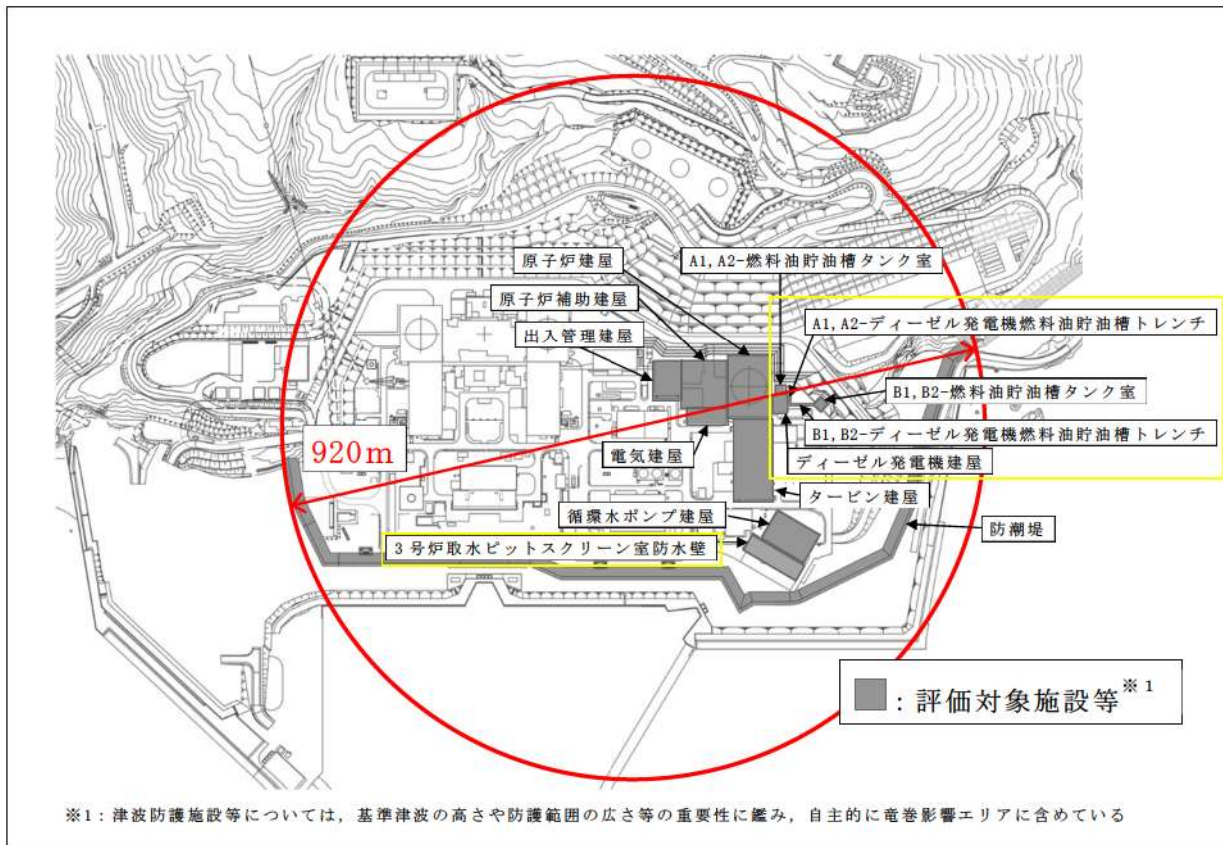 原子炉建屋
A1,A2-燃料油貯油槽タンク室
原子炉補助建屋
出入管理建屋
A1,A2-ディーゼル発電機燃料油貯油槽トレンチ
B1,B2-燃料油貯油槽タンク室
B1,B2-ディーゼル発電機燃料油貯油槽トレンチ
920m
電気建屋
ディーゼル発電機建屋
タービン建屋
循環水ポンプ建屋
防潮堤
3号炉取水ピットスクリーン室防水壁
：評価対象施設等※1
※1：津波防護施設等については，基準津波の高さや防護範囲の広さ等の重要性に鑑み，自主的に竜巻影響エリアに含めている